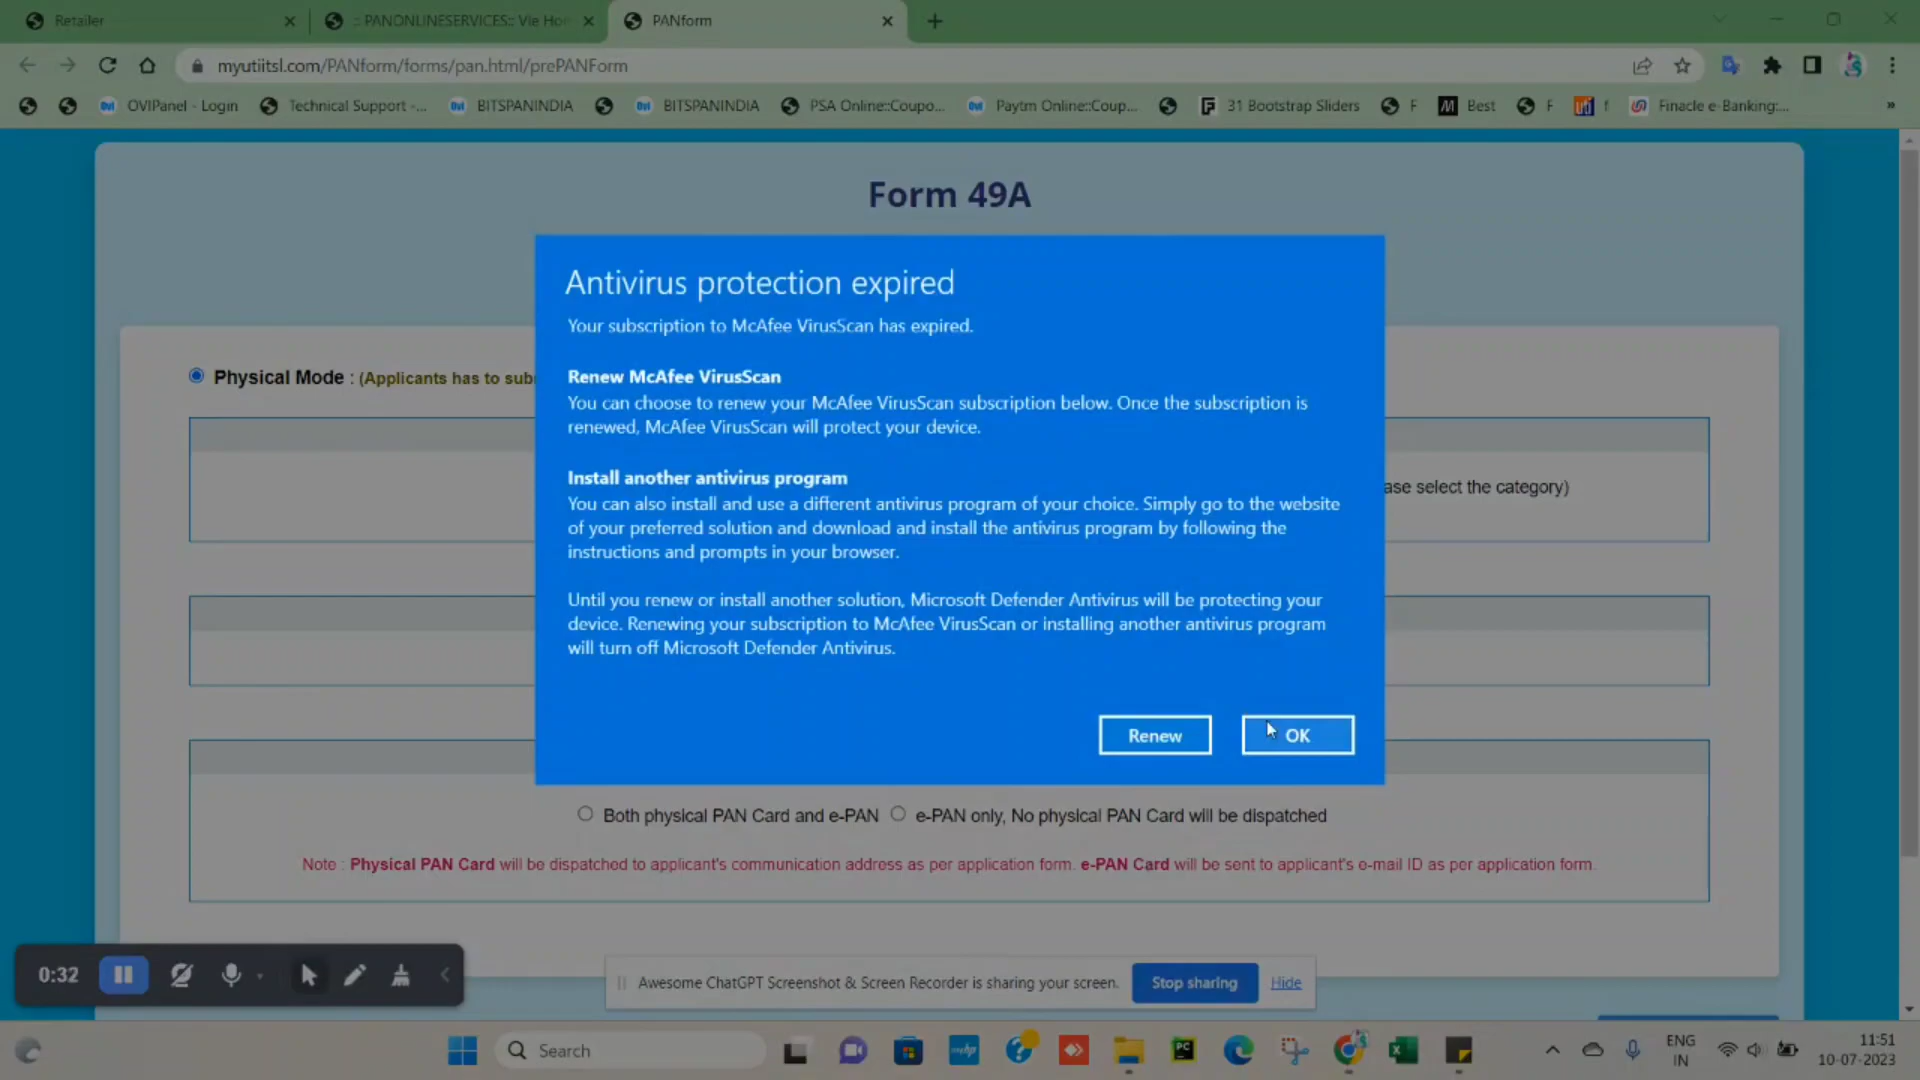 Retailer
:: PANONLINESERVICES:: Vie Hom
PANform
myutiitsl.com/PANform/forms/pan.html/prePANForm
OVIPanel - Login
Technical Support -...
BITSPANINDIA
BITSPANINDIA
PSA Online::Coupo...
Paytm Online::Coup...
31 Bootstrap Sliders
F
Best
F
f
Finacle e-Banking:...
»
Form 49A
Antivirus protection expired
Your subscription to McAfee VirusScan has expired.
Renew McAfee VirusScan
You can choose to renew your McAfee VirusScan subscription below. Once the subscription is
renewed, McAfee VirusScan will protect your device.
Install another antivirus program
You can also install and use a different antivirus program of your choice. Simply go to the website
of your preferred solution and download and install the antivirus program by following the
instructions and prompts in your browser.
Until you renew or install another solution, Microsoft Defender Antivirus will be protecting your
device. Renewing your subscription to McAfee VirusScan or installing another antivirus program
will turn off Microsoft Defender Antivirus.
Renew
OK
Physical Mode : (Applicants has to sub
ase select the category)
Both physical PAN Card and e-PAN
e-PAN only, No physical PAN Card will be dispatched
Note : Physical PAN Card will be dispatched to applicant's communication address as per application form. e-PAN Card will be sent to applicant's e-mail ID as per application form.
0:32
Awesome ChatGPT Screenshot & Screen Recorder is sharing your screen.
Stop sharing
Hide
Search
myhp
PC
ENG
IN
11:51
10-07-2023